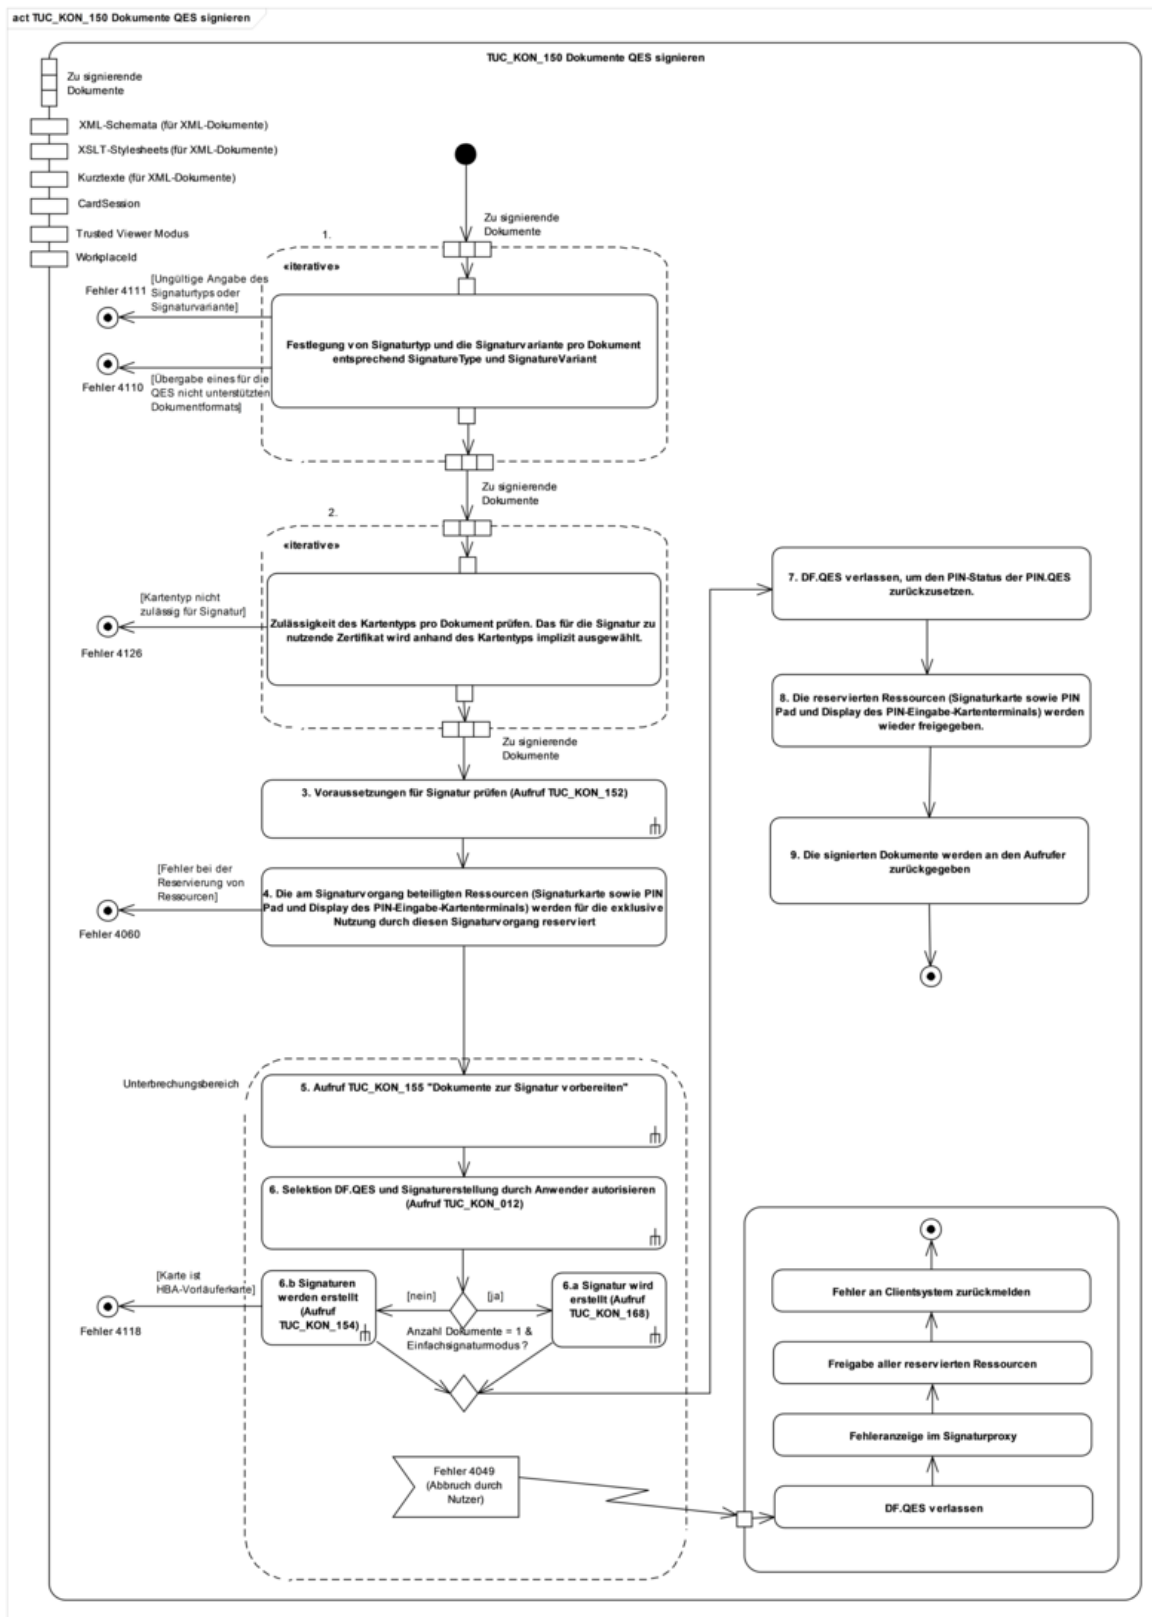 act TUC_KON_150 Dokumente QES signieren
TUC_KON_150 Dokumente QES signieren
Zu signierende
Dokumente
XML-Schemata (für XML-Dokumente)
XSLT-Stylesheets (für XML-Dokumente)
Kurztexte (für XML-Dokumente)
CardSession
Trusted Viewer Modus
WorkplaceId
Zu signierende
Dokumente
1.
«iterative»
[Ungültige Angabe des
Signaturtyps oder
Signaturvariante]
Fehler 4111
Festlegung von Signaturtyp und die Signaturvariante pro Dokument
entsprechend SignatureType und SignatureVariant
Fehler 4110
[Übergabe eines für die
QES nicht unterstützten
Dokumentformats]
Zu signierende
Dokumente
2.
«iterative»
[Kartentyp nicht
zulässig für Signatur]
Fehler 4126
Zulässigkeit des Kartentyps pro Dokument prüfen. Das für die Signatur zu
nutzende Zertifikat wird anhand des Kartentyps implizit ausgewählt.
Zu signierende
Dokumente
3. Voraussetzungen für Signatur prüfen (Aufruf TUC_KON_152)
[Fehler bei der
Reservierung von
Ressourcen]
Fehler 4060
4. Die am Signaturvorgang beteiligten Ressourcen (Signaturkarte sowie PIN
Pad und Display des PIN-Eingabe-Kartenterminals) werden für die exklusive
Nutzung durch diesen Signaturvorgang reserviert
Unterbrechungsbereich
5. Aufruf TUC_KON_155 "Dokumente zur Signatur vorbereiten"
6. Selektion DF.QES und Signaturerstellung durch Anwender autorisieren
(Aufruf TUC_KON_012)
[Karte ist
HBA-Vorläuferkarte]
Fehler 4118
6.b Signaturen
werden erstellt
(Aufruf
TUC_KON_154)
[nein]
[ja]
Anzahl Dokumente = 1 &
Einfachsignaturmodus?
6.a Signatur wird
erstellt (Aufruf
TUC_KON_168)
Fehler 4049
(Abbruch durch
Nutzer)
7. DF.QES verlassen, um den PIN-Status der PIN.QES
zurückzusetzen.
8. Die reservierten Ressourcen (Signaturkarte sowie PIN
Pad und Display des PIN-Eingabe-Kartenterminals) werden
wieder freigegeben.
9. Die signierten Dokumente werden an den Aufrufer
zurückgegeben
Fehler an Clientsystem zurückmelden
Freigabe aller reservierten Ressourcen
Fehleranzeige im Signaturproxy
DF.QES verlassen